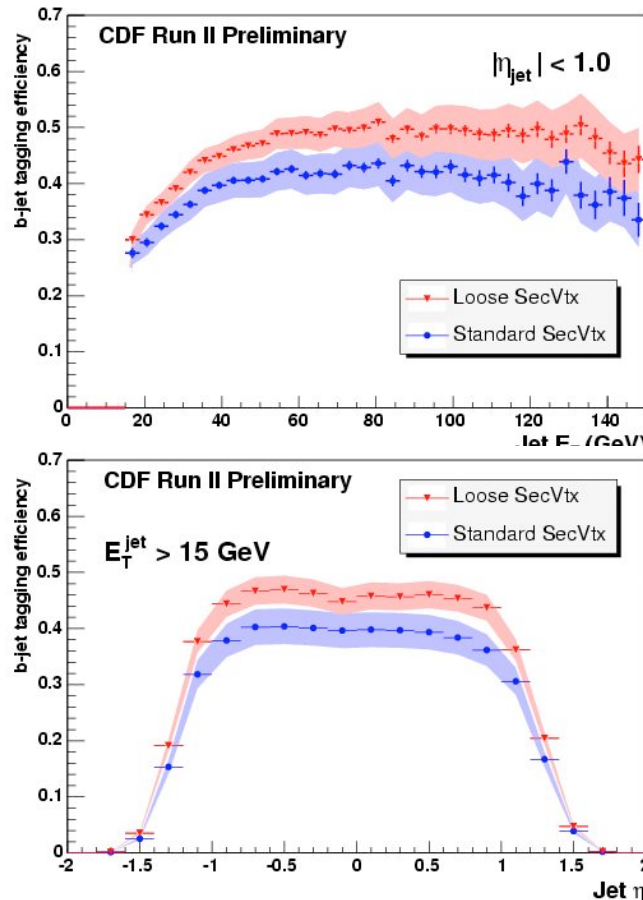 CDF Run II Preliminary
|η_jet| < 1.0
b-jet tagging efficiency
0.7
0.6
0.5
0.4
0.3
0.2
0.1
0
Loose SecVtx
Standard SecVtx
0 20 40 60 80 100 120 140
Jet E (GeV)
CDF Run II Preliminary
Loose SecVtx
Standard SecVtx
E_T^jet > 15 GeV
b-jet tagging efficiency
0.7
0.6
0.5
0.4
0.3
0.2
0.1
0
-2 -1.5 -1 -0.5 0 0.5 1 1.5 2
Jet η